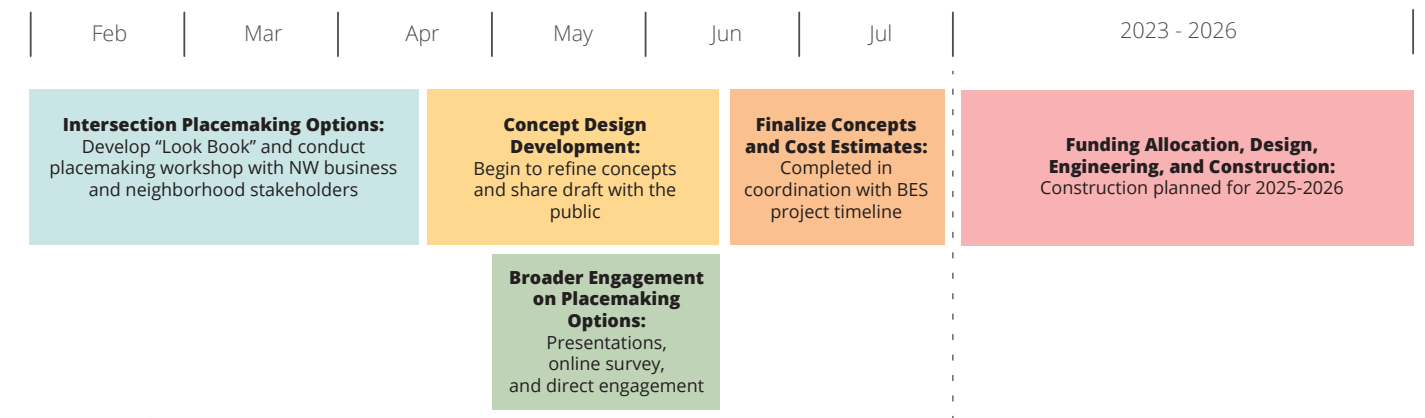 Feb Mar Apr May Jun Jul 2023 - 2026
Intersection Placemaking Options:
Develop “Look Book” and conduct
placemaking workshop with NW business
and neighborhood stakeholders
Concept Design
Development:
Begin to refine concepts
and share draft with the
public
Finalize Concepts
and Cost Estimates:
Completed in
coordination with BES
project timeline
Funding Allocation, Design,
Engineering, and Construction:
Construction planned for 2025-2026
Broader Engagement
on Placemaking
Options:
Presentations,
online survey,
and direct engagement